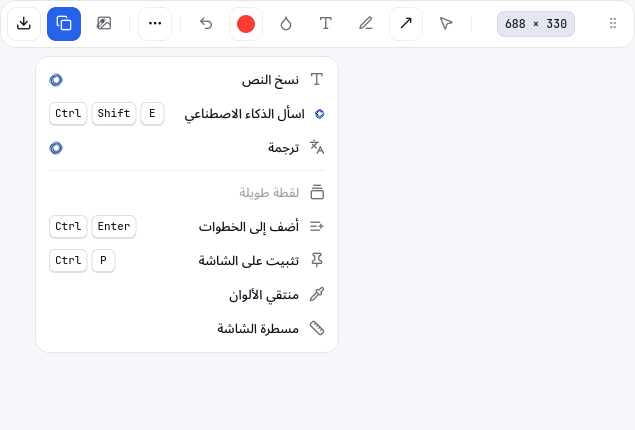 688 × 330
نسخ النص
اسأل الذكاء الاصطناعي Ctrl Shift E
ترجمة
لقطة طويلة
أضف إلى الخطوات Ctrl Enter
تثبيت على الشاشة Ctrl P
منتقي الألوان
مسطرة الشاشة